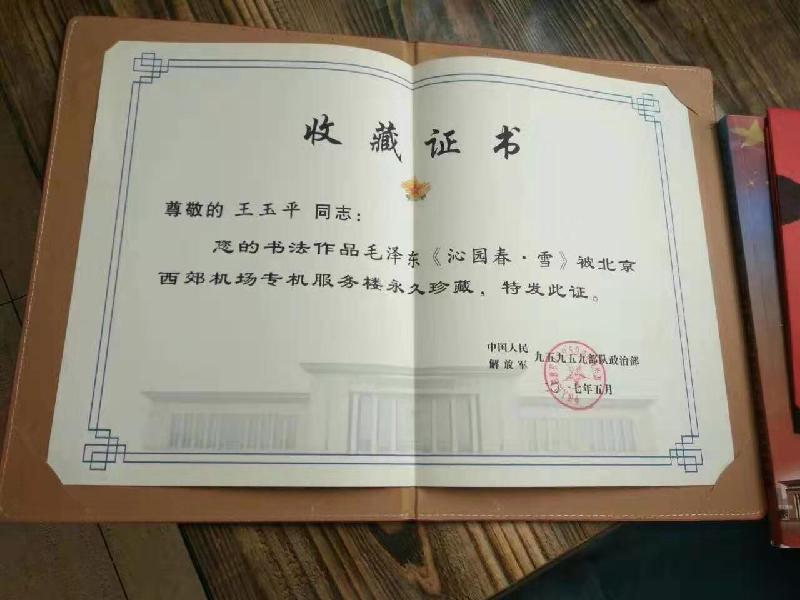 收藏证书
尊敬的 王玉平 同志：
您的书法作品毛泽东《沁园春·雪》被北京
西郊机场专机服务楼永久珍藏，特发此证。
中国人民
解放军 九五九五九部队政治部
七年五月